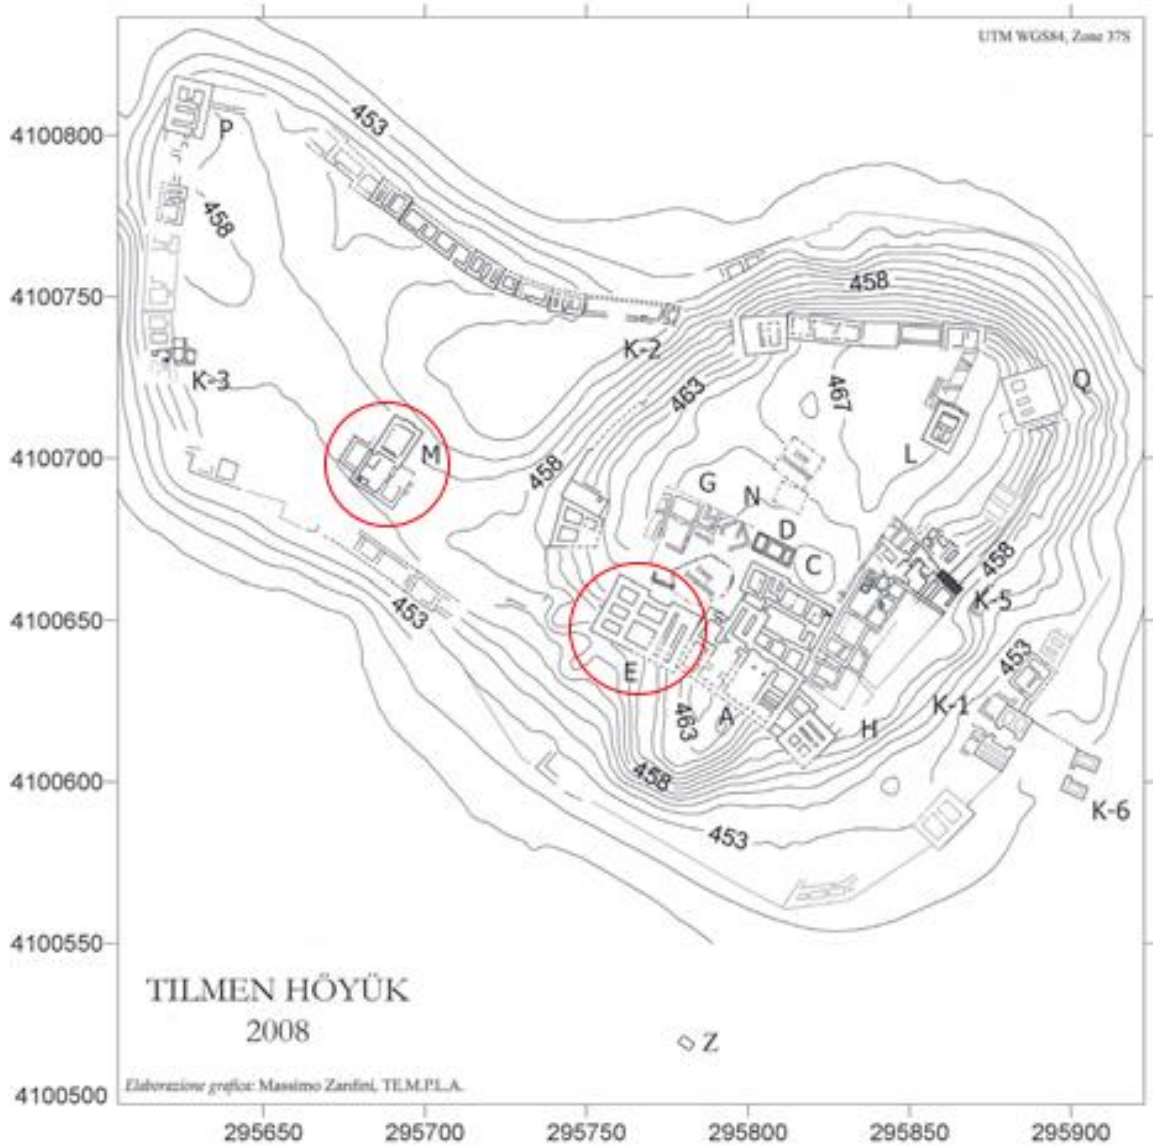 UTM WGS84, Zone 37S
4100800
453
P
458
4100750
458
K-2
K-3
463
467
Q
M
4100700
L
458
G
N
D
C
458
K-5
4100650
453
E
453
K-1
A
H
463
458
4100600
K-6
453
4100550
TILMEN HÖYÜK
2008
Z
4100500
Elaborazione grafica: Massimo Zardini, TE.M.P.L.A.
295650
295700
295750
295800
295850
295900